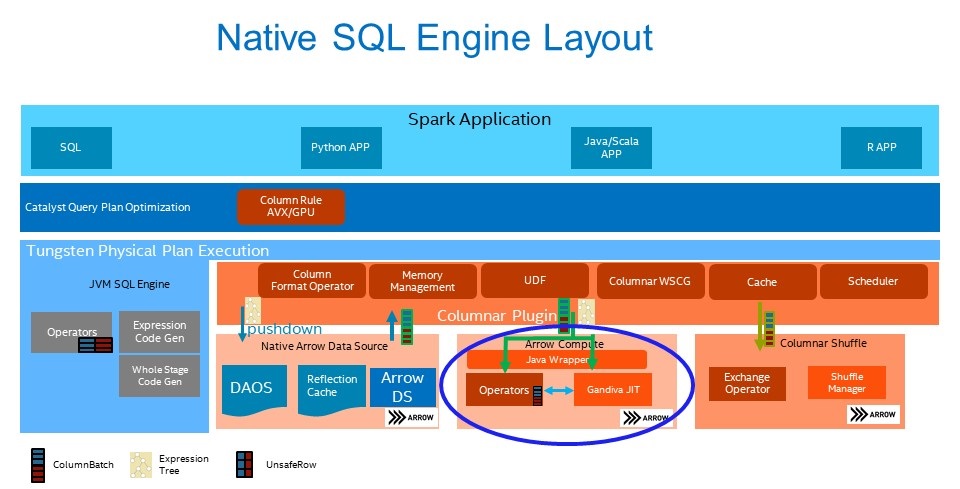 Native SQL Engine Layout
Spark Application
SQL
Python APP
Java/Scala
APP
R APP
Catalyst Query Plan Optimization
Column Rule
AVX/GPU
Tungsten Physical Plan Execution
JVM SQL Engine
Operators
Expression
Code Gen
Whole Stage
Code Gen
Column
Format Operator
Memory
Management
UDF
Columnar WSCG
Cache
Scheduler
Columnar Plugin
pushdown
Native Arrow Data Source
DAOS
Reflection
Cache
Arrow
DS
ARROW
Arrow Compute
Java Wrapper
Operators
Gandiva JIT
ARROW
Columnar Shuffle
Exchange
Operator
Shuffle
Manager
ARROW
ColumnBatch
Expression
Tree
UnsafeRow